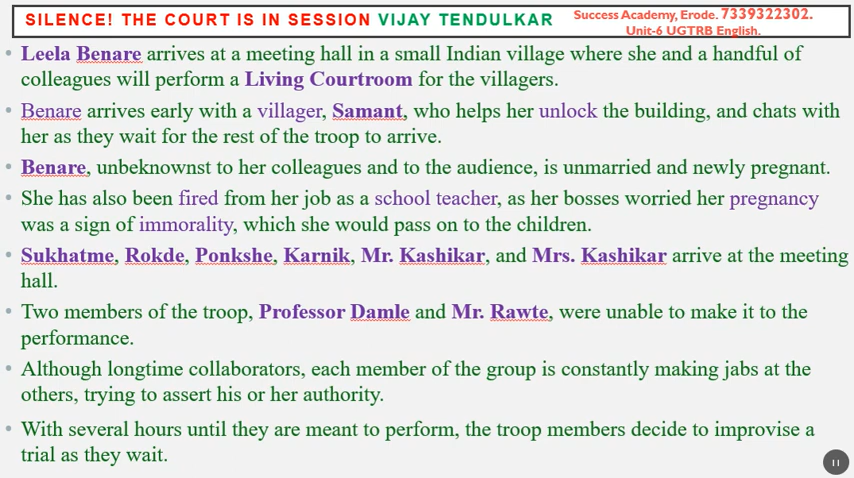 SILENCE! THE COURT IS IN SESSION VIJAY TENDULKAR
Success Academy, Erode. 7339322302.
Unit-6 UGTRB English.
• Leela Benare arrives at a meeting hall in a small Indian village where she and a handful of
colleagues will perform a Living Courtroom for the villagers.
• Benare arrives early with a villager, Samant, who helps her unlock the building, and chats with
her as they wait for the rest of the troop to arrive.
• Benare, unbeknownst to her colleagues and to the audience, is unmarried and newly pregnant.
• She has also been fired from her job as a school teacher, as her bosses worried her pregnancy
was a sign of immorality, which she would pass on to the children.
• Sukhatme, Rokde, Ponkshe, Karnik, Mr. Kashikar, and Mrs. Kashikar arrive at the meeting
hall.
• Two members of the troop, Professor Damle and Mr. Rawte, were unable to make it to the
performance.
• Although longtime collaborators, each member of the group is constantly making jabs at the
others, trying to assert his or her authority.
• With several hours until they are meant to perform, the troop members decide to improvise a
trial as they wait.